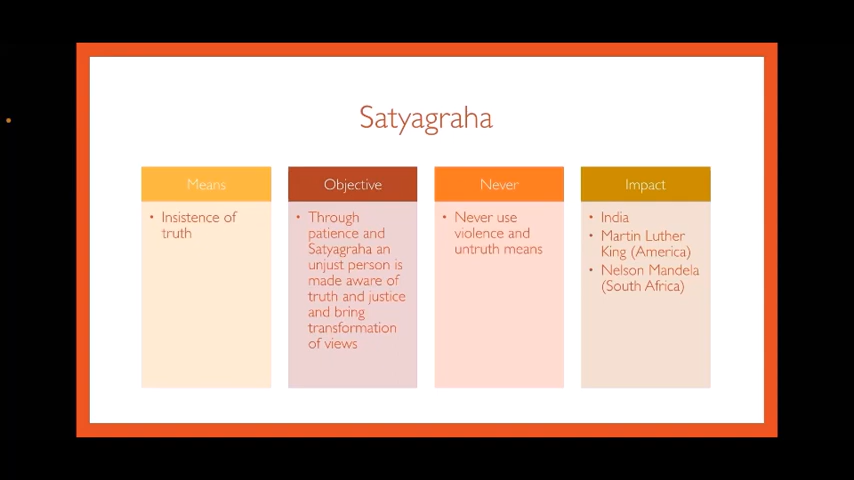 Satyagraha
Means
• Insistence of
truth
Objective
• Through
patience and
Satyagraha an
unjust person is
made aware of
truth and justice
and bring
transformation
of views
Never
• Never use
violence and
untruth means
Impact
• India
• Martin Luther
King (America)
• Nelson Mandela
(South Africa)